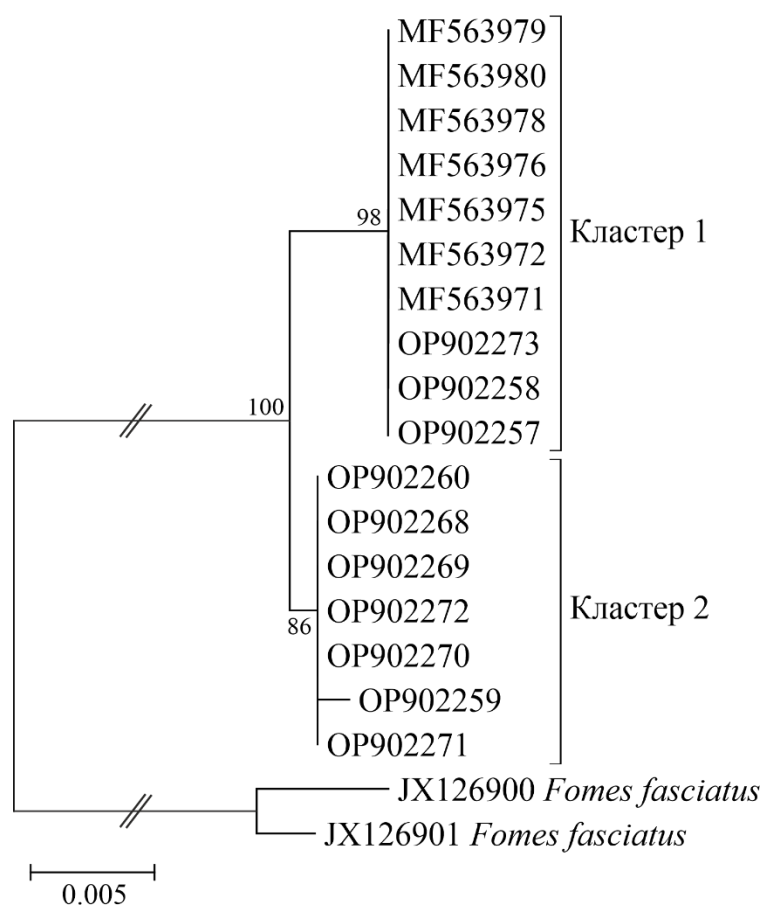 MF563979
MF563980
MF563978
MF563976
98
MF563975
Кластер 1
MF563972
MF563971
OP902273
OP902258
100
OP902257
OP902260
OP902268
OP902269
OP902272
Кластер 2
86
OP902270
OP902259
OP902271
JX126900 Fomes fasciatus
JX126901 Fomes fasciatus
0.005